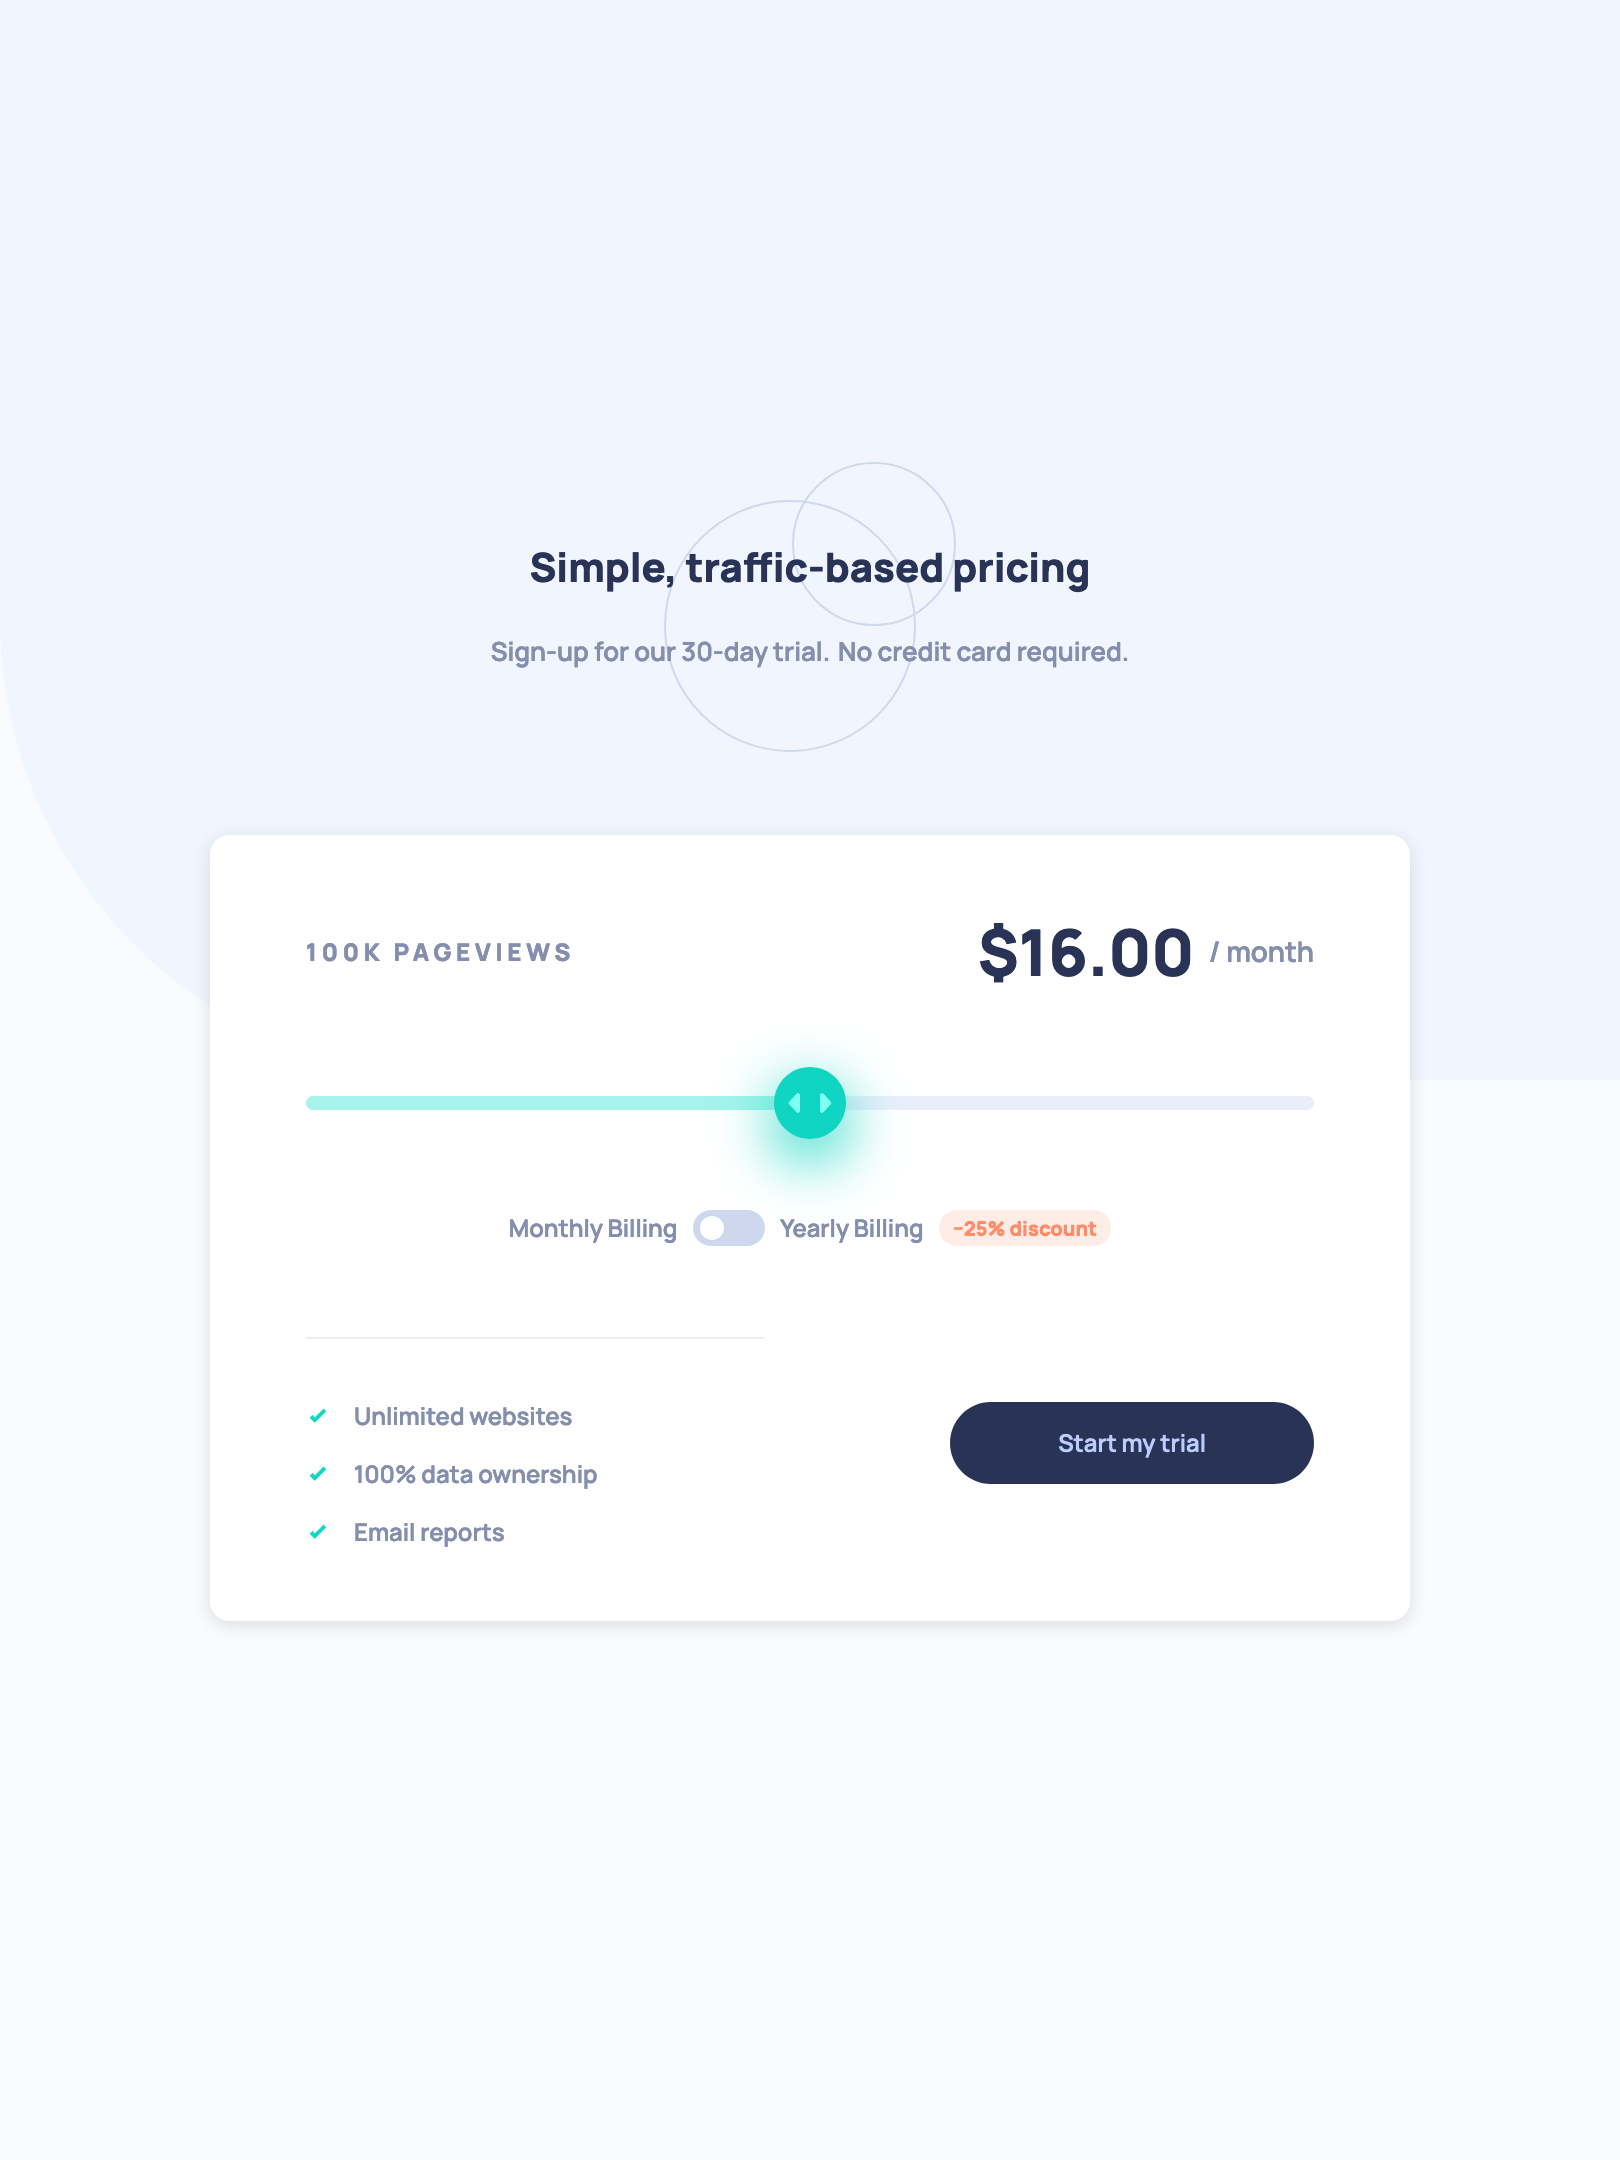 Simple, traffic-based pricing
Sign-up for our 30-day trial. No credit card required.
100K PAGEVIEWS
$16.00 / month
Monthly Billing Yearly Billing -25% discount
Unlimited websites
100% data ownership
Email reports
Start my trial